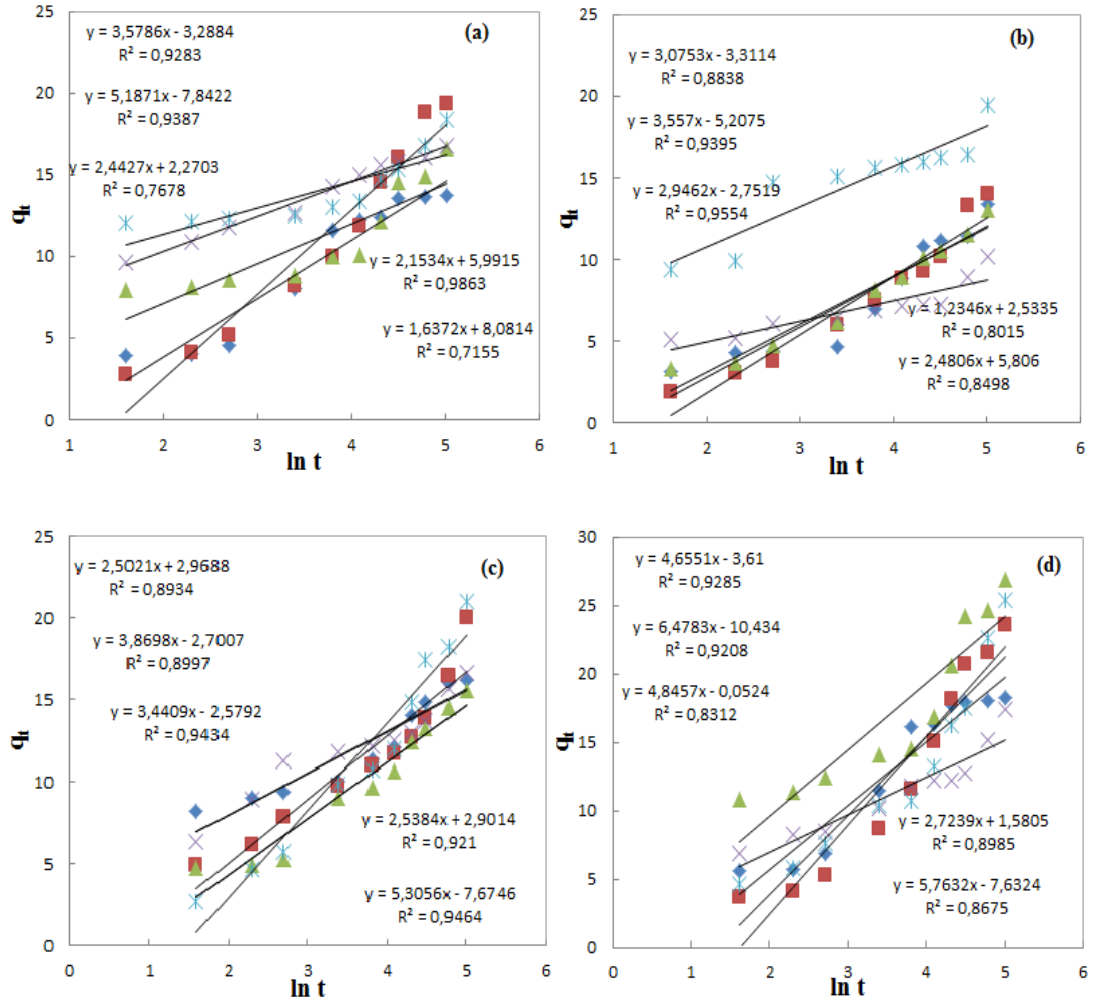 25
20
15
10
5
0
qt
(a)
y = 3,5786x - 3,2884
R² = 0,9283
y = 5,1871x - 7,8422
R² = 0,9387
y = 2,4427x + 2,2703
R² = 0,7678
y = 2,1534x + 5,9915
R² = 0,9863
y = 1,6372x + 8,0814
R² = 0,7155
1 2 3 4 5 6
ln t
25
20
15
10
5
0
qt
(b)
y = 3,0753x - 3,3114
R² = 0,8838
y = 3,557x - 5,2075
R² = 0,9395
y = 2,9462x - 2,7519
R² = 0,9554
y = 1,2346x + 2,5335
R² = 0,8015
y = 2,4806x + 5,806
R² = 0,8498
1 2 3 4 5 6
ln t
25
20
15
10
5
0
qt
(c)
y = 2,5021x + 2,9688
R² = 0,8934
y = 3,8698x - 2,7007
R² = 0,8997
y = 3,4409x - 2,5792
R² = 0,9434
y = 2,5384x + 2,9014
R² = 0,921
y = 5,3056x - 7,6746
R² = 0,9464
0 1 2 3 4 5 6
ln t
30
25
20
15
10
5
0
qt
(d)
y = 4,6551x - 3,61
R² = 0,9285
y = 6,4783x - 10,434
R² = 0,9208
y = 4,8457x - 0,0524
R² = 0,8312
y = 2,7239x + 1,5805
R² = 0,8985
y = 5,7632x - 7,6324
R² = 0,8675
0 1 2 3 4 5 6
ln t